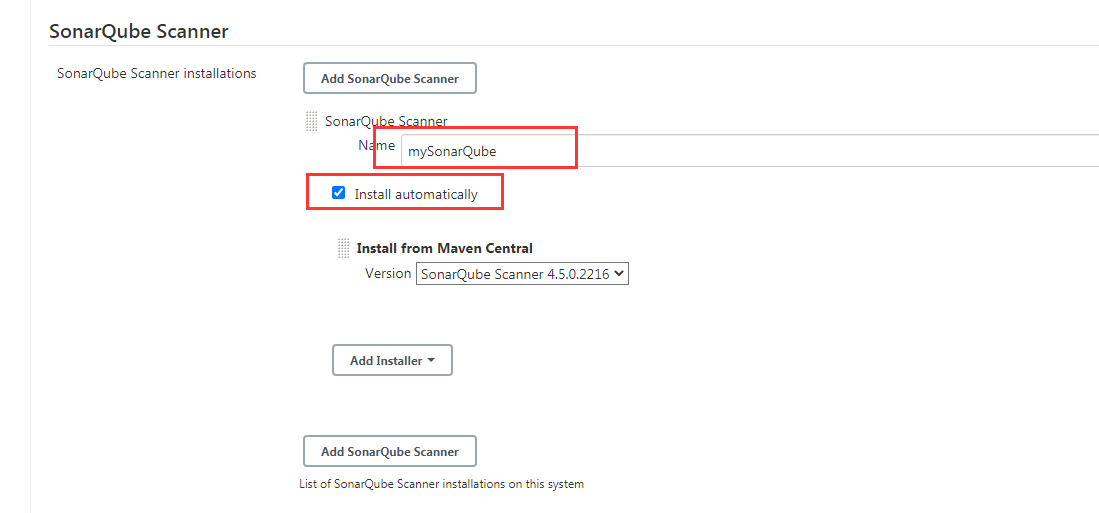 SonarQube Scanner
SonarQube Scanner installations
Add SonarQube Scanner
SonarQube Scanner
Name
mySonarQube
Install automatically
Install from Maven Central
Version
SonarQube Scanner 4.5.0.2216
Add Installer
Add SonarQube Scanner
List of SonarQube Scanner installations on this system